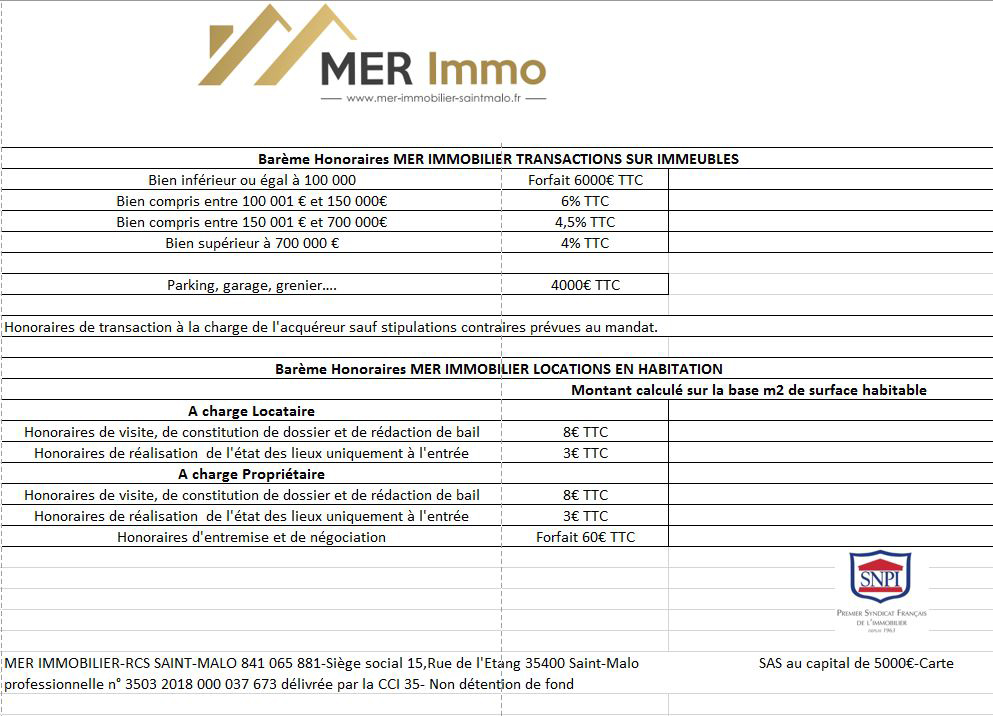 MER Immo
www.mer-immobilier-saintmalo.fr
Barème Honoraires MER IMMOBILIER TRANSACTIONS SUR IMMEUBLES
Bien inférieur ou égal à 100 000 Forfait 6000€ TTC
Bien compris entre 100 001 € et 150 000€ 6% TTC
Bien compris entre 150 001 € et 700 000€ 4,5% TTC
Bien supérieur à 700 000 € 4% TTC
Parking, garage, grenier.... 4000€ TTC
Honoraires de transaction à la charge de l'acquéreur sauf stipulations contraires prévues au mandat.
Barème Honoraires MER IMMOBILIER LOCATIONS EN HABITATION
Montant calculé sur la base m2 de surface habitable
A charge Locataire
Honoraires de visite, de constitution de dossier et de rédaction de bail 8€ TTC
Honoraires de réalisation de l'état des lieux uniquement à l'entrée 3€ TTC
A charge Propriétaire
Honoraires de visite, de constitution de dossier et de rédaction de bail 8€ TTC
Honoraires de réalisation de l'état des lieux uniquement à l'entrée 3€ TTC
Honoraires d'entremise et de négociation Forfait 60€ TTC
SNPI
PREMIER SYNDICAT FRANÇAIS
DE L'IMMOBILIER
DEPUIS 1963
MER IMMOBILIER-RCS SAINT-MALO 841 065 881-Siège social 15,Rue de l'Etang 35400 Saint-Malo SAS au capital de 5000€-Carte
professionnelle n° 3503 2018 000 037 673 délivrée par la CCI 35- Non détention de fond